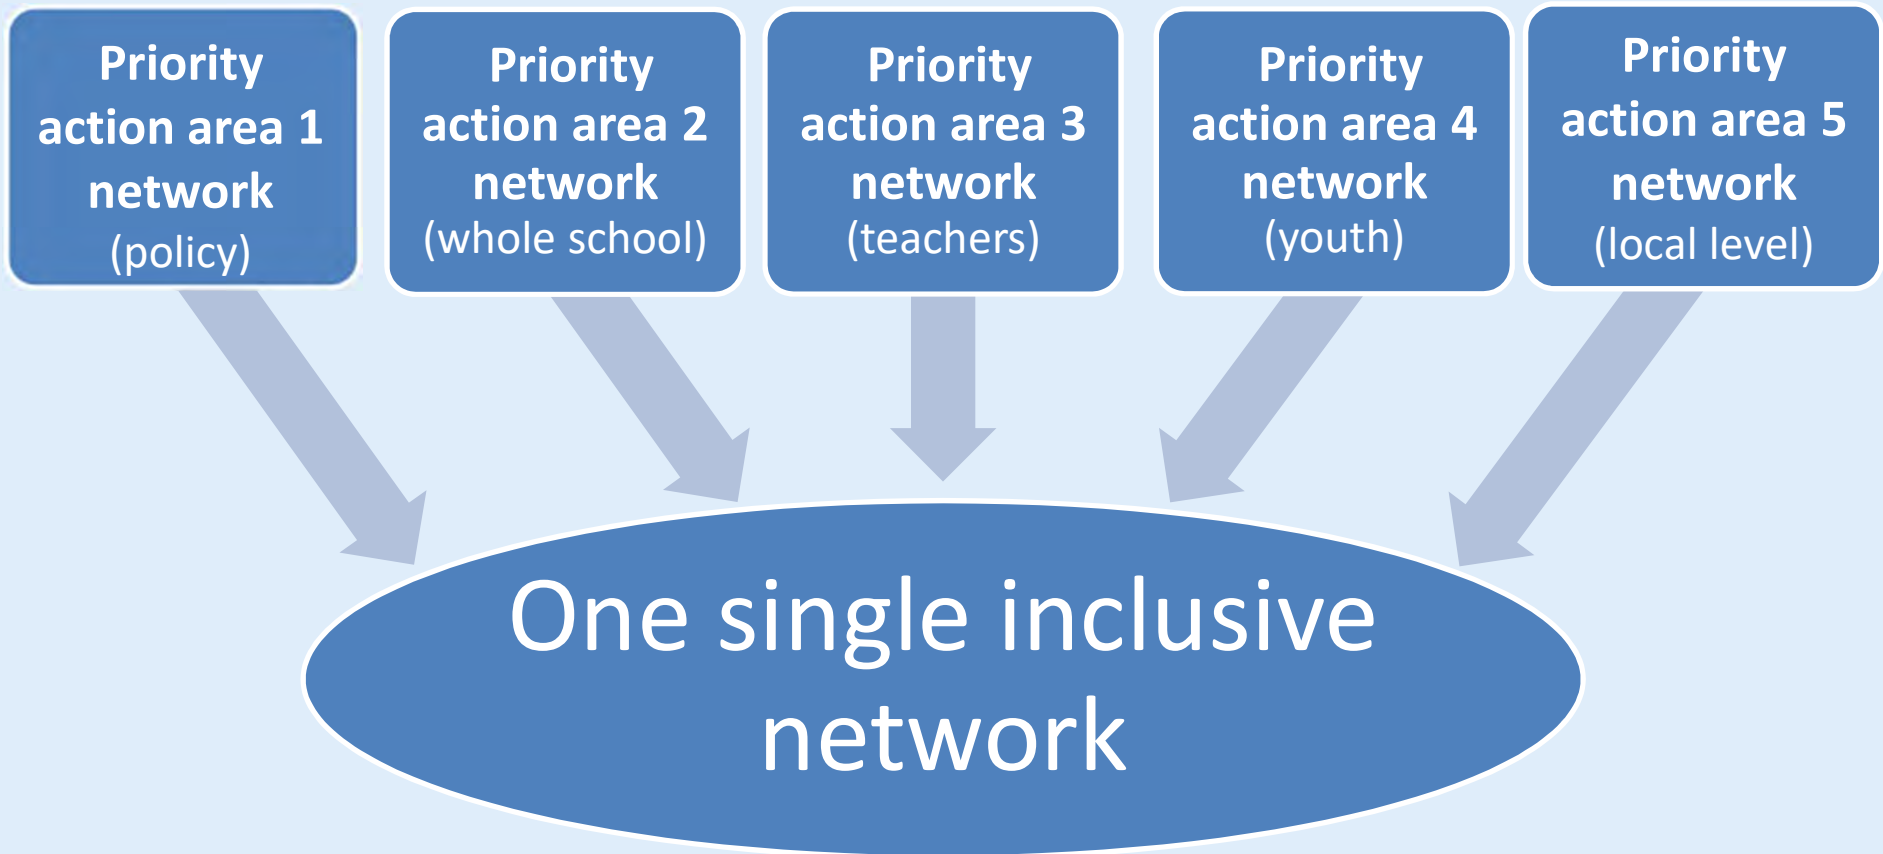 Priority
action area 1
network
(policy)
Priority
action area 2
network
(whole school)
Priority
action area 3
network
(teachers)
Priority
action area 4
network
(youth)
Priority
action area 5
network
(local level)
One single inclusive
network